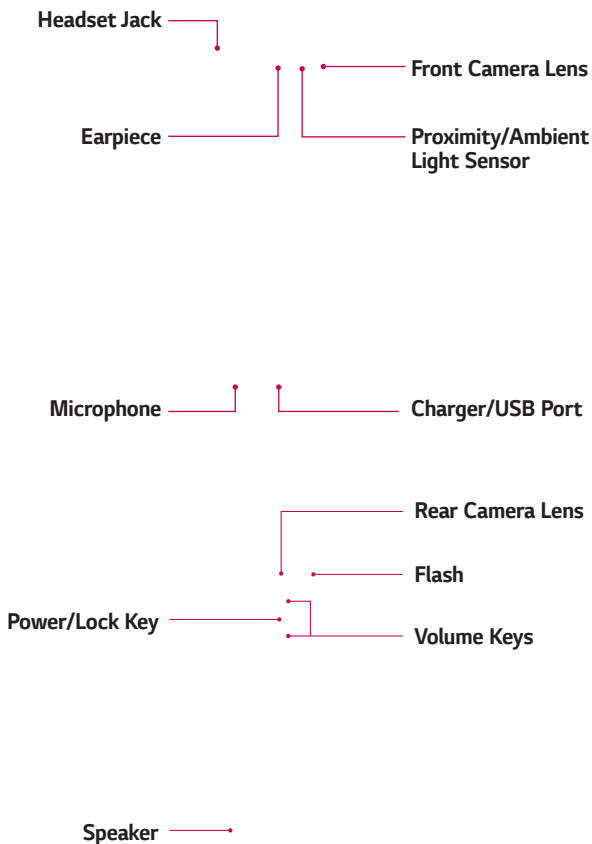 Headset Jack
Front Camera Lens
Earpiece
Proximity/Ambient
Light Sensor
Microphone
Charger/USB Port
Rear Camera Lens
Flash
Power/Lock Key
Volume Keys
Speaker